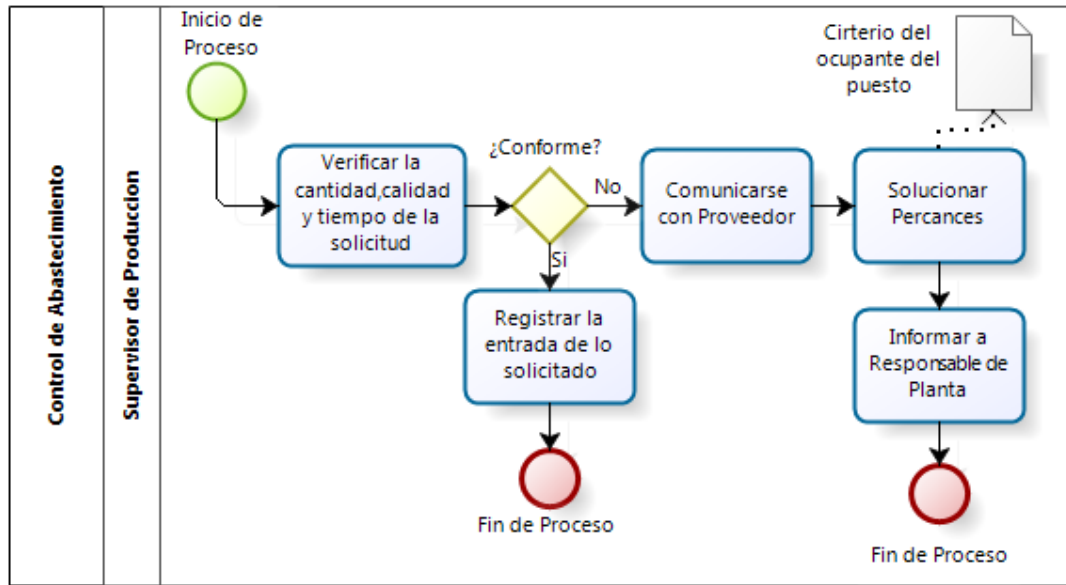 Control de Abastecimiento
Supervisor de Produccion
Inicio de
Proceso
Verificar la
cantidad,calidad
y tiempo de la
solicitud
¿Conforme?
No
Si
Comunicarse
con Proveedor
Solucionar
Percances
Cirterio del
ocupante del
puesto
Registrar la
entrada de lo
solicitado
Fin de Proceso
Informar a
Responsable de
Planta
Fin de Proceso